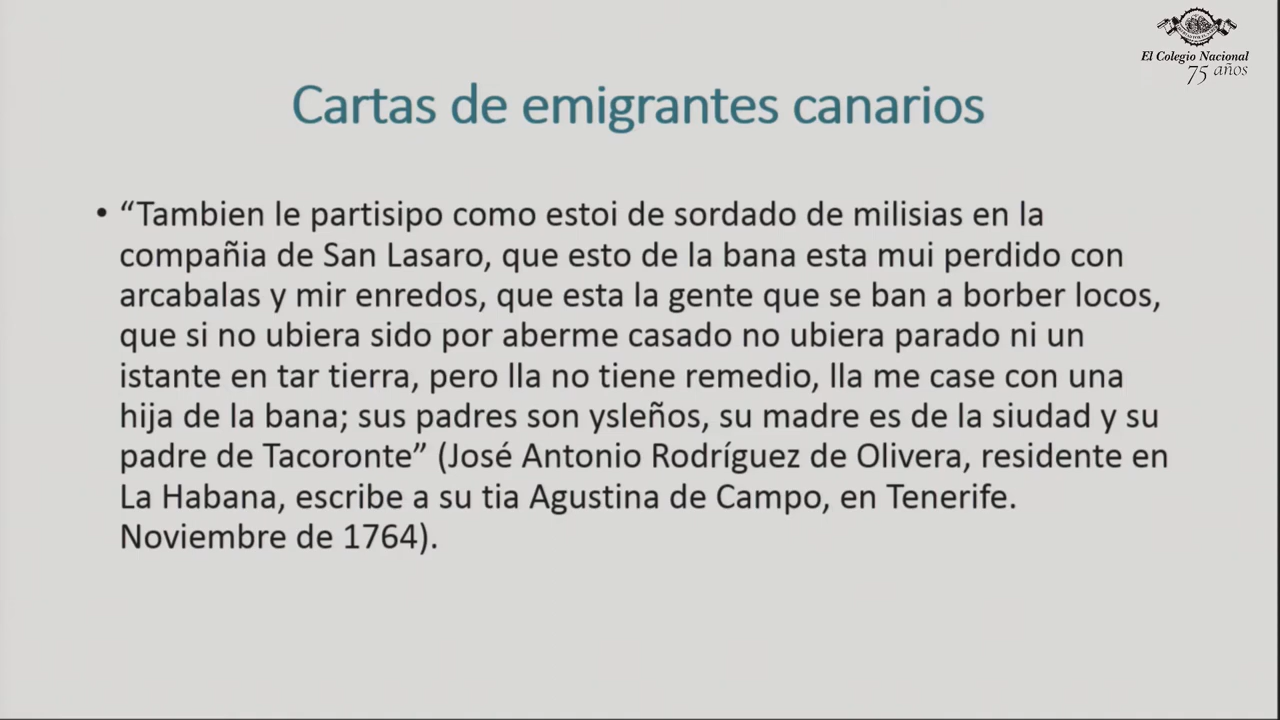 El Colegio Nacional
75 años
Cartas de emigrantes canarios
• “Tambien le partisipo como estoi de sordado de milisias en la
compañia de San Lasaro, que esto de la bana esta mui perdido con
arcabalas y mir enredos, que esta la gente que se ban a borber locos,
que si no ubiera sido por aberme casado no ubiera parado ni un
istante en tar tierra, pero lla no tiene remedio, lla me case con una
hija de la bana; sus padres son ysleños, su madre es de la siudad y su
padre de Tacoronte” (José Antonio Rodríguez de Olivera, residente en
La Habana, escribe a su tia Agustina de Campo, en Tenerife.
Noviembre de 1764).